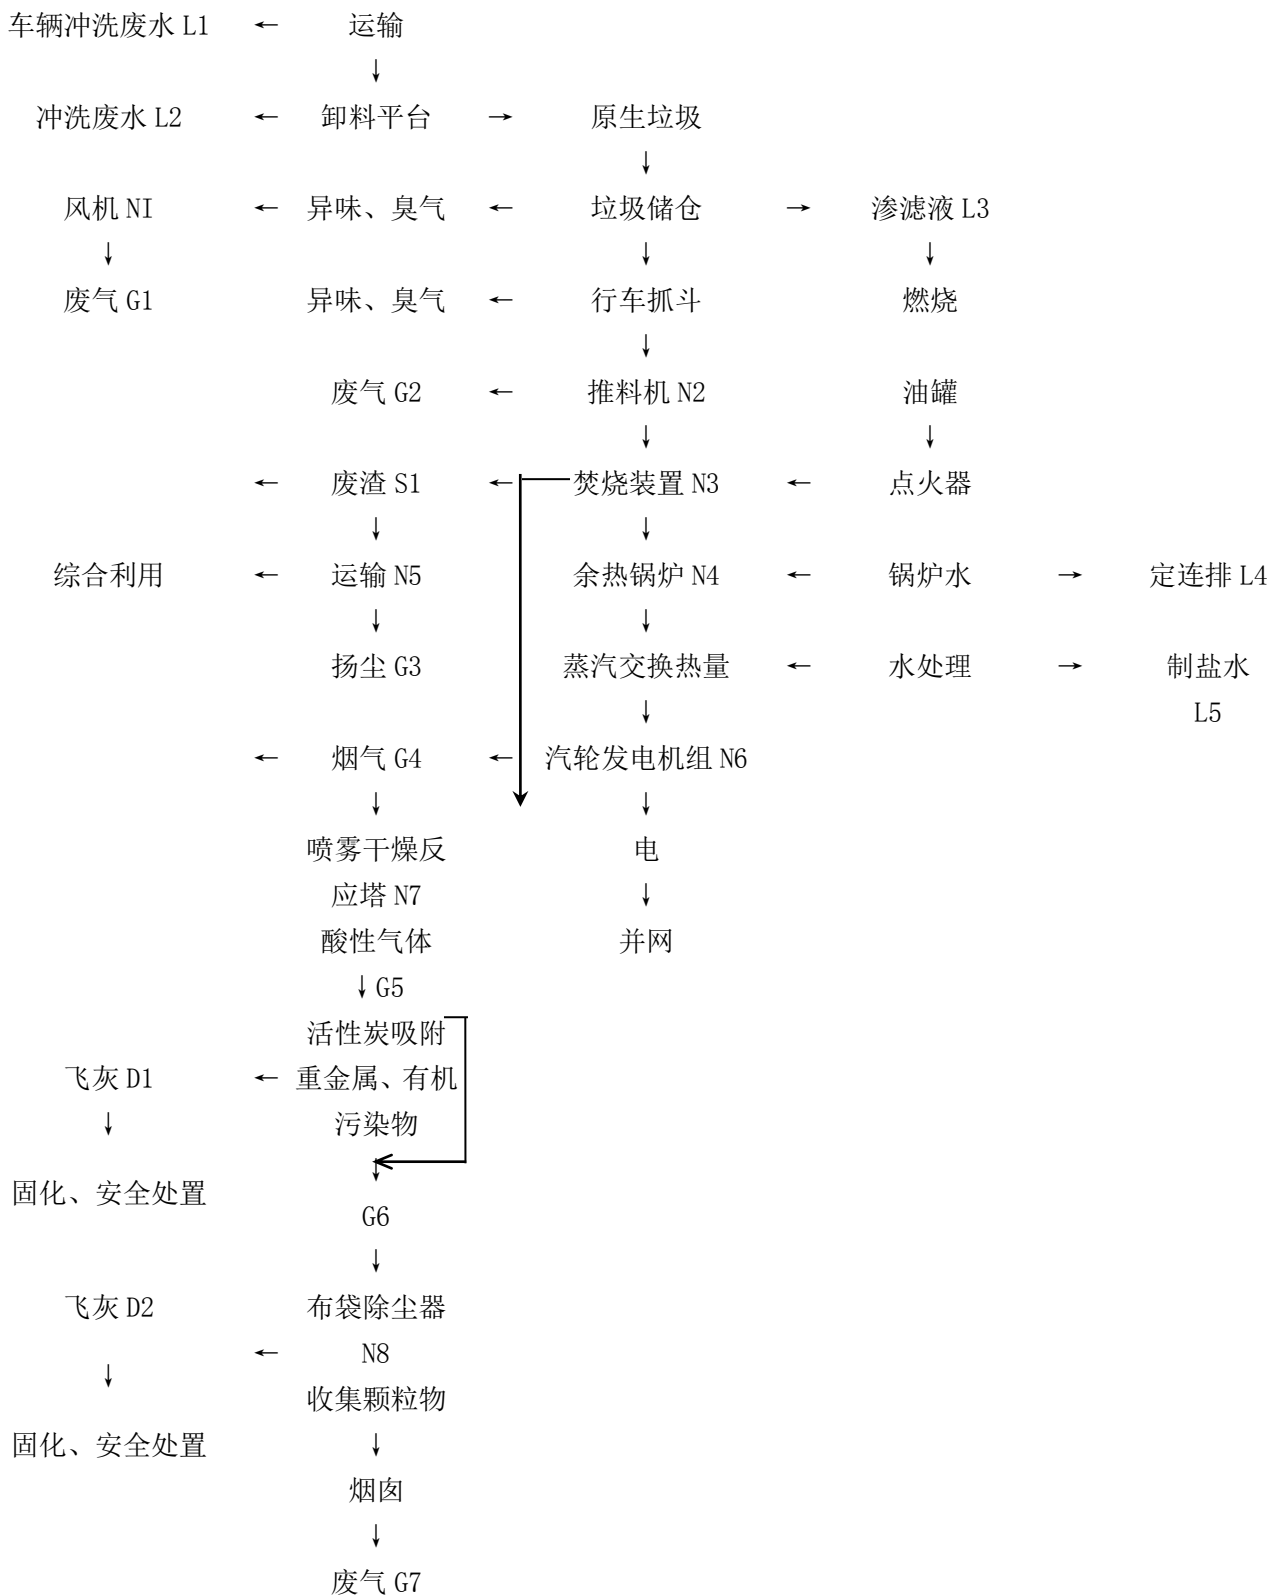 车辆冲洗废水 L1 ← 运输
↓
冲洗废水 L2 ← 卸料平台 → 原生垃圾
↓
风机 NI ← 异味、臭气 ← 垃圾储仓 → 渗滤液 L3
↓ ↓ ↓
废气 G1 异味、臭气 ← 行车抓斗 燃烧
↓
废气 G2 ← 推料机 N2 油罐
↓ ↓
← 废渣 S1 ← 焚烧装置 N3 ← 点火器
↓ ↓
综合利用 ← 运输 N5 余热锅炉 N4 ← 锅炉水 → 定连排 L4
↓ ↓
扬尘 G3 蒸汽交换热量 ← 水处理 → 制盐水
↓ L5
← 烟气 G4 ← 汽轮发电机组 N6
↓ ↓
喷雾干燥反 电
应塔 N7 ↓
酸性气体 并网
↓ G5
活性炭吸附
飞灰 D1 ← 重金属、有机
↓ 污染物
↓
固化、安全处置
G6
↓
飞灰 D2 布袋除尘器
← N8
↓
收集颗粒物
固化、安全处置 ↓
烟囱
↓
废气 G7